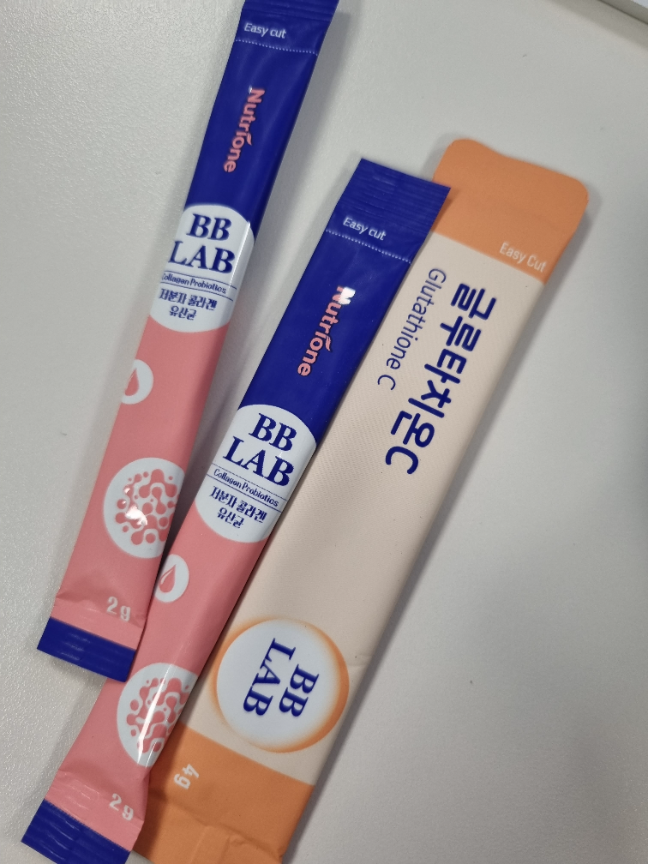 Easy cut
Nutrione
BB
LAB
Collagen Probiotics
저분자 콜라겐
유산균
2g
Easy cut
Nutrione
BB
LAB
Collagen Probiotics
저분자 콜라겐
유산균
2g
Easy Cut
글루타치온C
Glutathione C
BB
LAB
4g